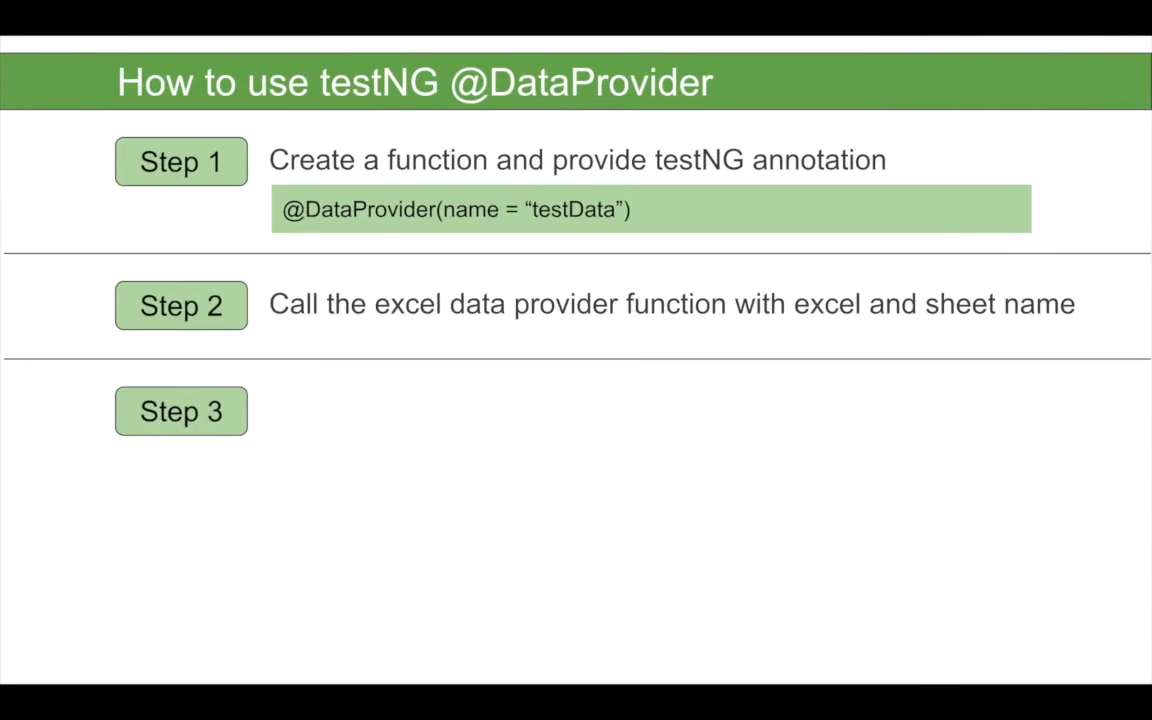 How to use testNG @DataProvider
Step 1
Create a function and provide testNG annotation
@DataProvider(name = “testData”)
Step 2
Call the excel data provider function with excel and sheet name
Step 3